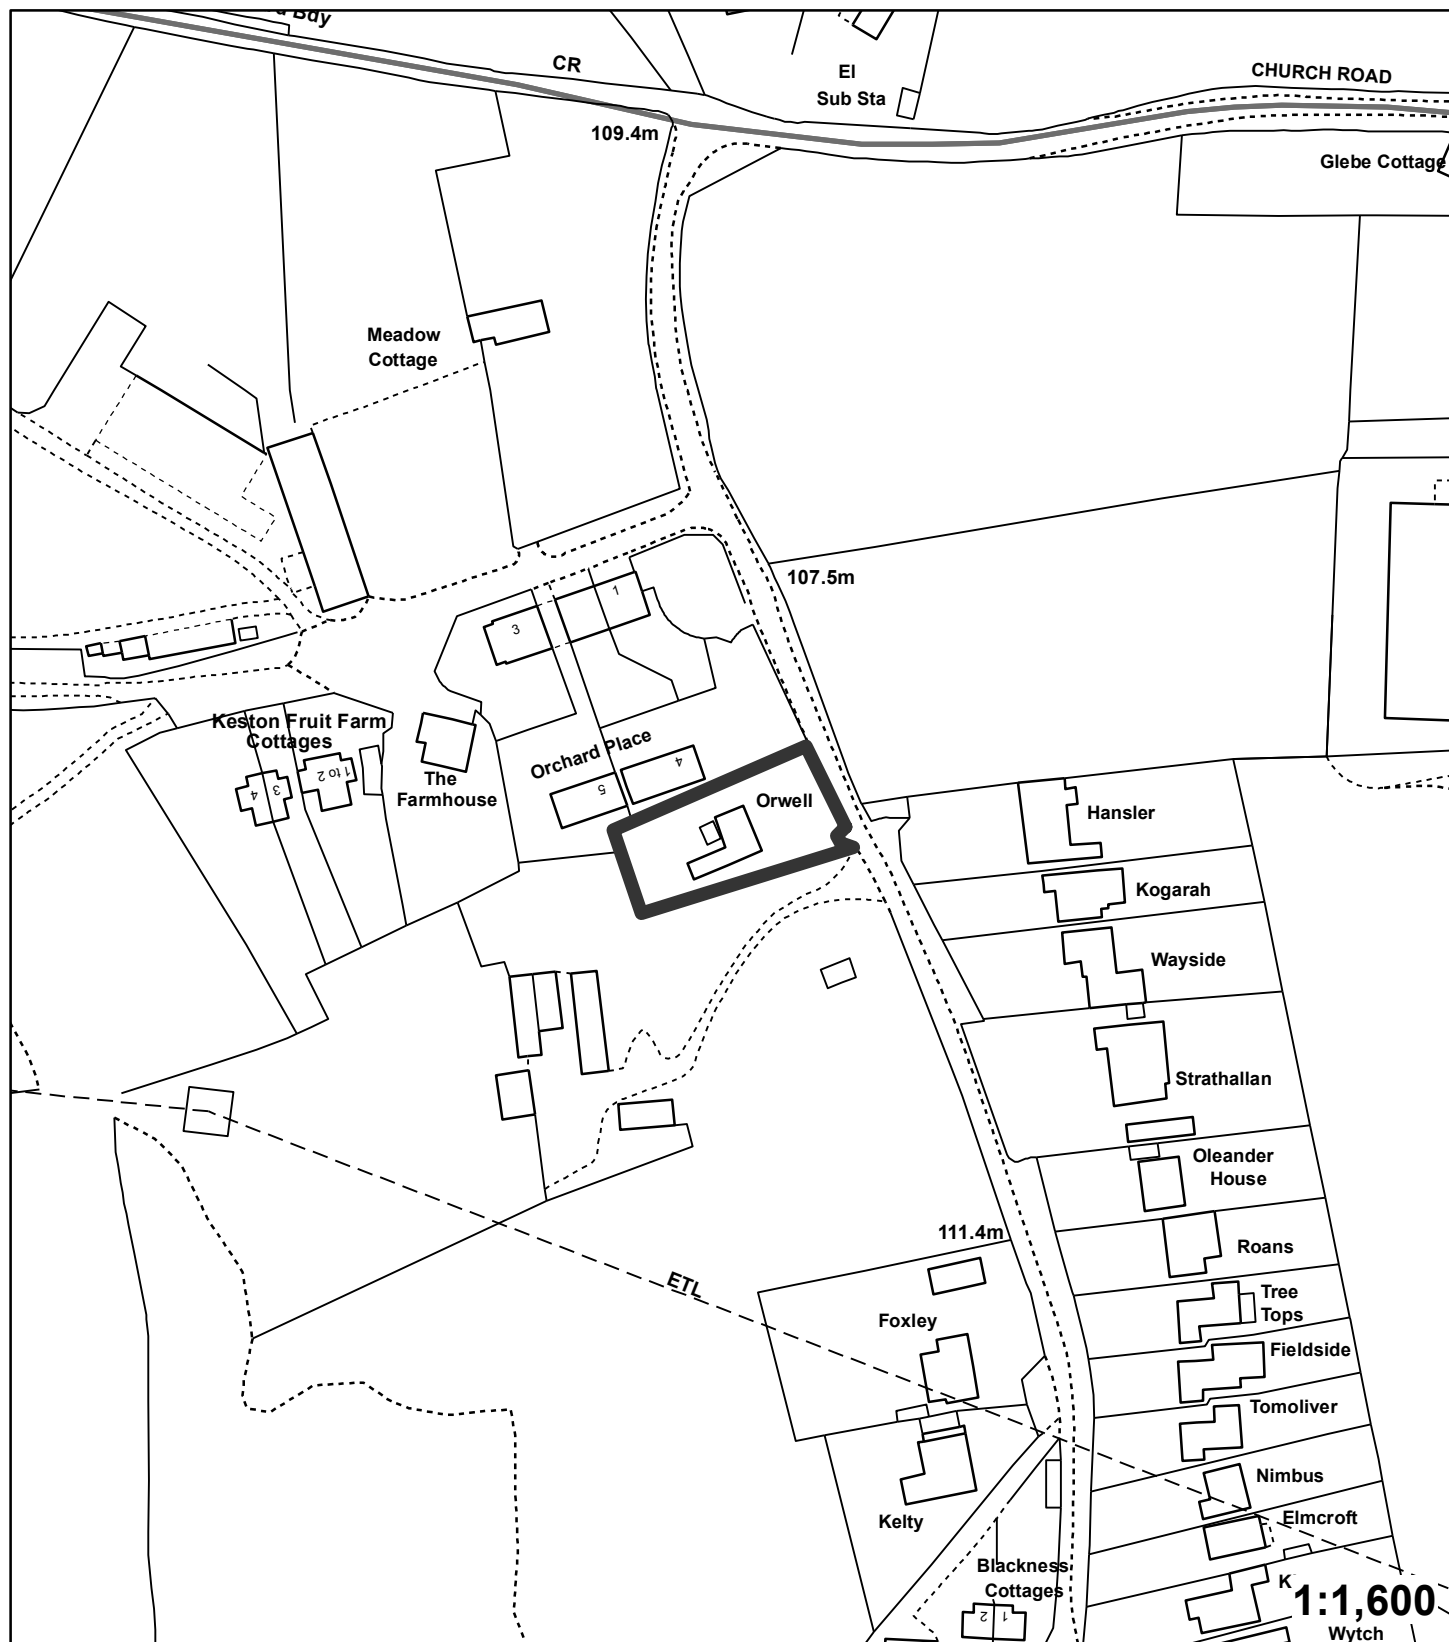 Bdy
CR
El
Sub Sta
CHURCH ROAD
109.4m
Glebe Cottage
Meadow
Cottage
107.5m
1
3
Keston Fruit Farm
Cottages
Orchard Place
The
Farmhouse
4
5
1 to 2
3
4
Orwell
Hansler
Kogarah
Wayside
Strathallan
Oleander
House
111.4m
Roans
ETL
Tree
Tops
Foxley
Fieldside
Tomoliver
Nimbus
Kelty
Elmcroft
Blackness
Cottages
1
2
K
1:1,600
Wytch